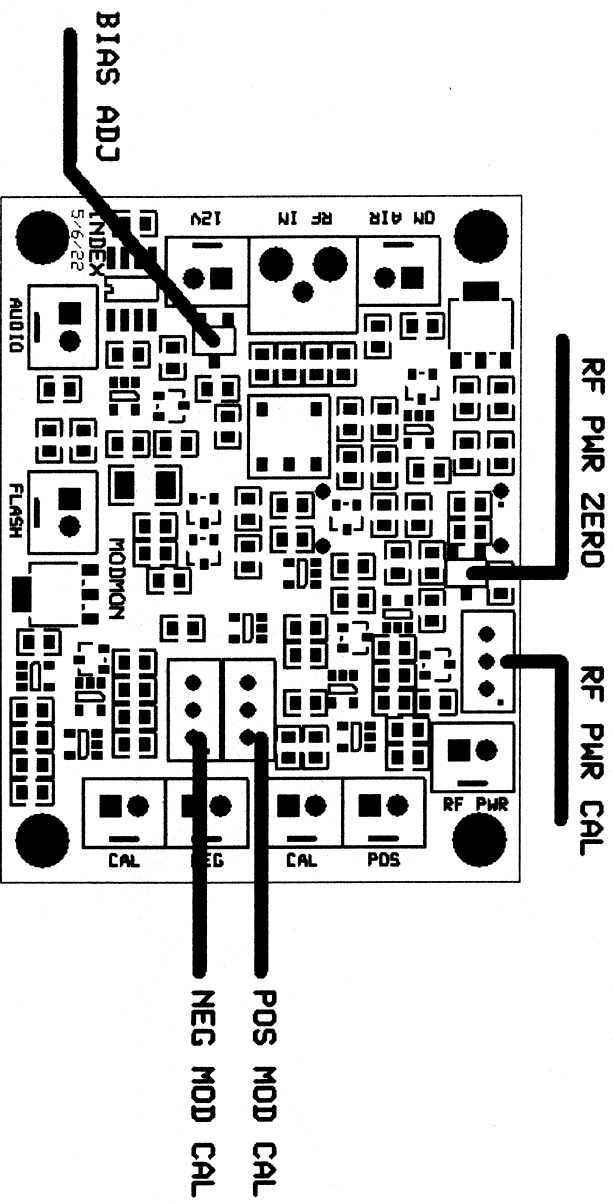 BIAS ADJ
INDEX
5/6/22
12V
RF IN
ON AIR
AUDIO
FLASH
MODMON
RF PWR ZERO
RF PWR CAL
RF PWR
CAL
NEG
CAL
POS
NEG MOD CAL
POS MOD CAL